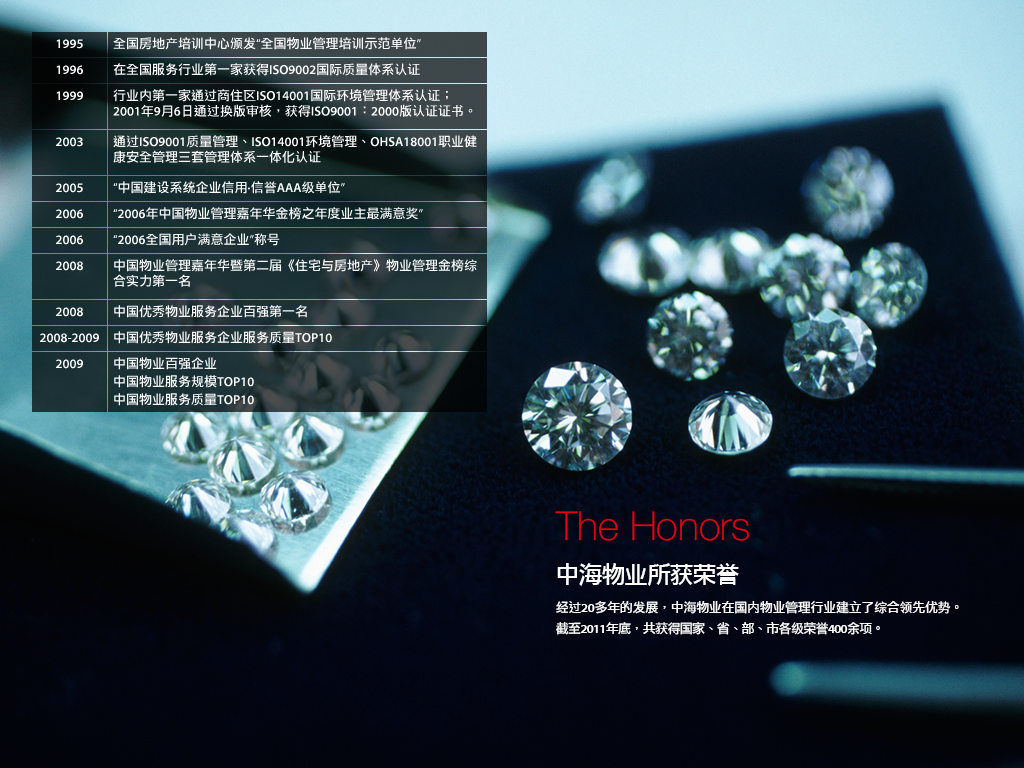 1995 全国房地产培训中心颁发“全国物业管理培训示范单位”
1996 在全国服务行业第一家获得ISO9002国际质量体系认证
1999 行业内第一家通过商住区ISO14001国际环境管理体系认证；
2001年9月6日通过换版审核，获得ISO9001：2000版认证证书。
2003 通过ISO9001质量管理、ISO14001环境管理、OHSA18001职业健
康安全管理三套管理体系一体化认证
2005 “中国建设系统企业信用·信誉AAA级单位”
2006 “2006年中国物业管理嘉年华金榜之年度业主最满意奖”
2006 “2006全国用户满意企业”称号
2008 中国物业管理嘉年华暨第二届《住宅与房地产》物业管理金榜综
合实力第一名
2008 中国优秀物业服务企业百强第一名
2008-2009 中国优秀物业服务企业服务质量TOP10
2009 中国物业百强企业
中国物业服务规模TOP10
中国物业服务质量TOP10
The Honors
中海物业所获荣誉
经过20多年的发展，中海物业在国内物业管理行业建立了综合领先优势。
截至2011年底，共获得国家、省、部、市各级荣誉400余项。